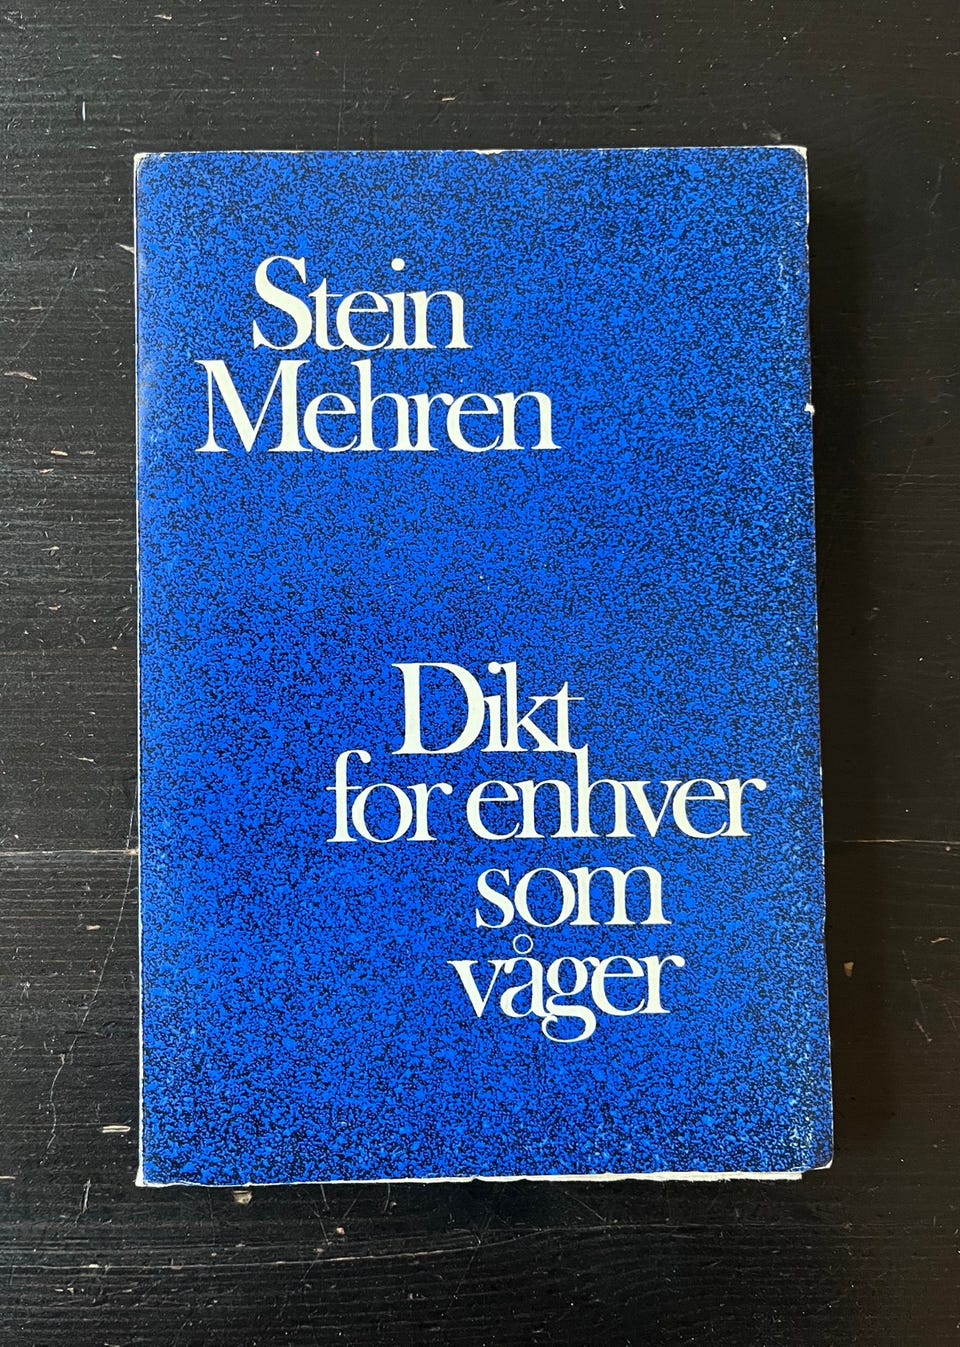 Stein
Mehren
Dikt
for enhver
som
våger